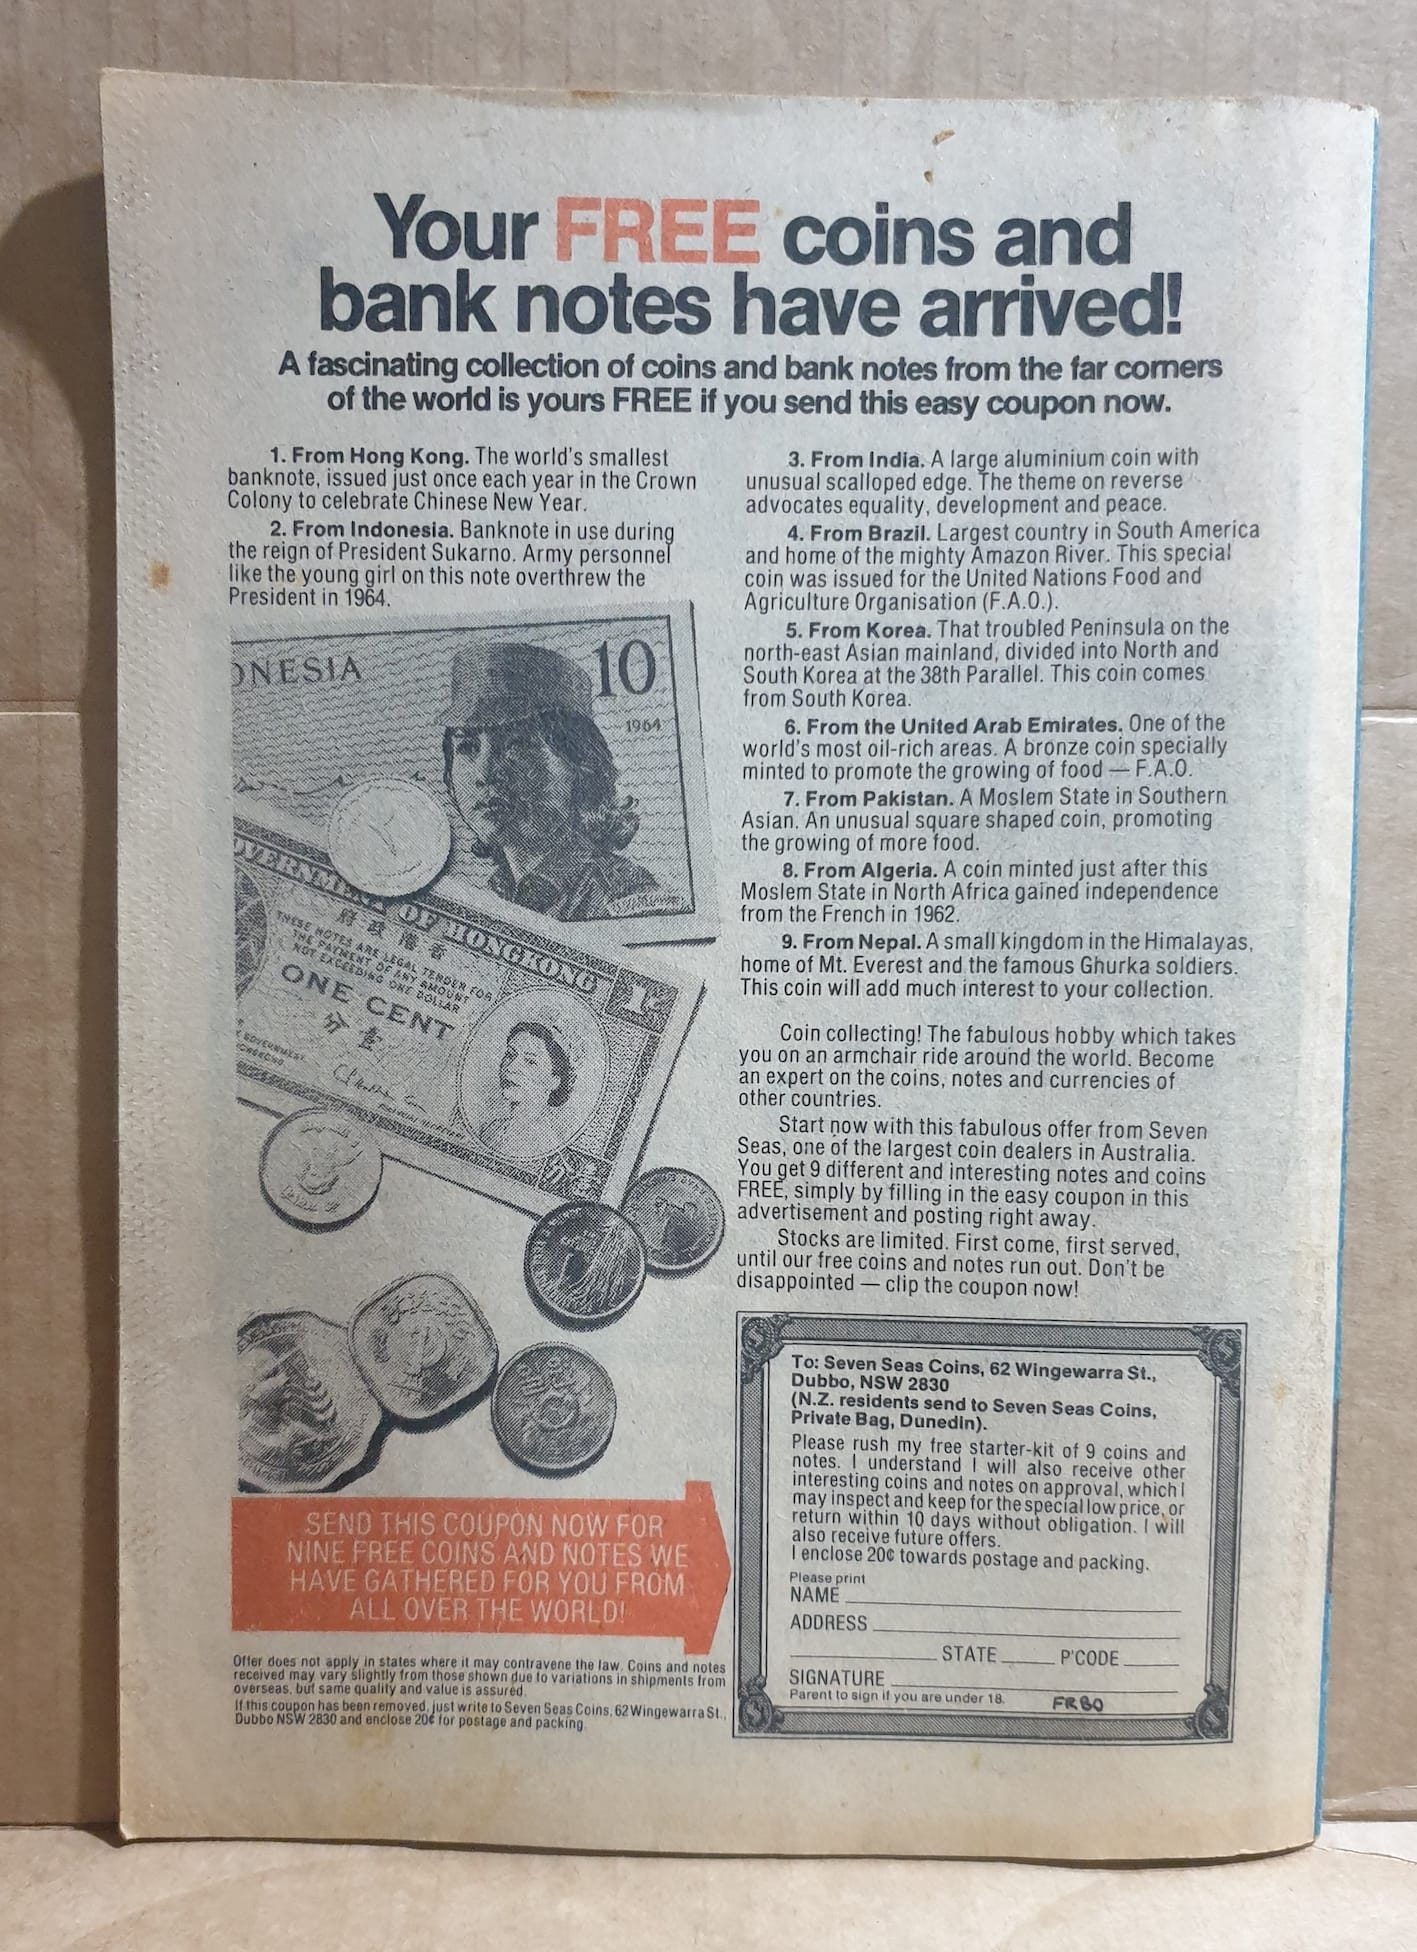 Your FREE coins and
bank notes have arrived!
A fascinating collection of coins and bank notes from the far corners
of the world is yours FREE if you send this easy coupon now.
1. From Hong Kong. The world's smallest
banknote, issued just once each year in the Crown
Colony to celebrate Chinese New Year.
2. From Indonesia. Banknote in use during
the reign of President Sukarno. Army personnel
like the young girl on this note overthrew the
President in 1964.
ONESIA
10
1964
OVERNMENT OF HONGKONG
府政港香
THESE NOTES ARE LEGAL TENDER FOR
THE PAYMENT OF ANY AMOUNT
NOT EXCEEDING ONE DOLLAR
ONE CENT
分壹
1
SEND THIS COUPON NOW FOR
NINE FREE COINS AND NOTES WE
HAVE GATHERED FOR YOU FROM
ALL OVER THE WORLD!
Offer does not apply in states where it may contravene the law. Coins and notes
received may vary slightly from those shown due to variations in shipments from
overseas, but same quality and value is assured.
If this coupon has been removed, just write to Seven Seas Coins, 62 Wingewarra St.,
Dubbo NSW 2830 and enclose 20¢ for postage and packing.
3. From India. A large aluminium coin with
unusual scalloped edge. The theme on reverse
advocates equality, development and peace.
4. From Brazil. Largest country in South America
and home of the mighty Amazon River. This special
coin was issued for the United Nations Food and
Agriculture Organisation (F.A.O.).
5. From Korea. That troubled Peninsula on the
north-east Asian mainland, divided into North and
South Korea at the 38th Parallel. This coin comes
from South Korea.
6. From the United Arab Emirates. One of the
world's most oil-rich areas. A bronze coin specially
minted to promote the growing of food — F.A.O.
7. From Pakistan. A Moslem State in Southern
Asian. An unusual square shaped coin, promoting
the growing of more food.
8. From Algeria. A coin minted just after this
Moslem State in North Africa gained independence
from the French in 1962.
9. From Nepal. A small kingdom in the Himalayas,
home of Mt. Everest and the famous Ghurka soldiers.
This coin will add much interest to your collection.
Coin collecting! The fabulous hobby which takes
you on an armchair ride around the world. Become
an expert on the coins, notes and currencies of
other countries.
Start now with this fabulous offer from Seven
Seas, one of the largest coin dealers in Australia.
You get 9 different and interesting notes and coins
FREE, simply by filling in the easy coupon in this
advertisement and posting right away.
Stocks are limited. First come, first served,
until our free coins and notes run out. Don't be
disappointed — clip the coupon now!
To: Seven Seas Coins, 62 Wingewarra St.,
Dubbo, NSW 2830
(N.Z. residents send to Seven Seas Coins,
Private Bag, Dunedin).
Please rush my free starter-kit of 9 coins and
notes. I understand I will also receive other
interesting coins and notes on approval, which I
may inspect and keep for the special low price, or
return within 10 days without obligation. I will
also receive future offers.
I enclose 20¢ towards postage and packing.
Please print
NAME
ADDRESS
STATE P'CODE
SIGNATURE
Parent to sign if you are under 18. FR80